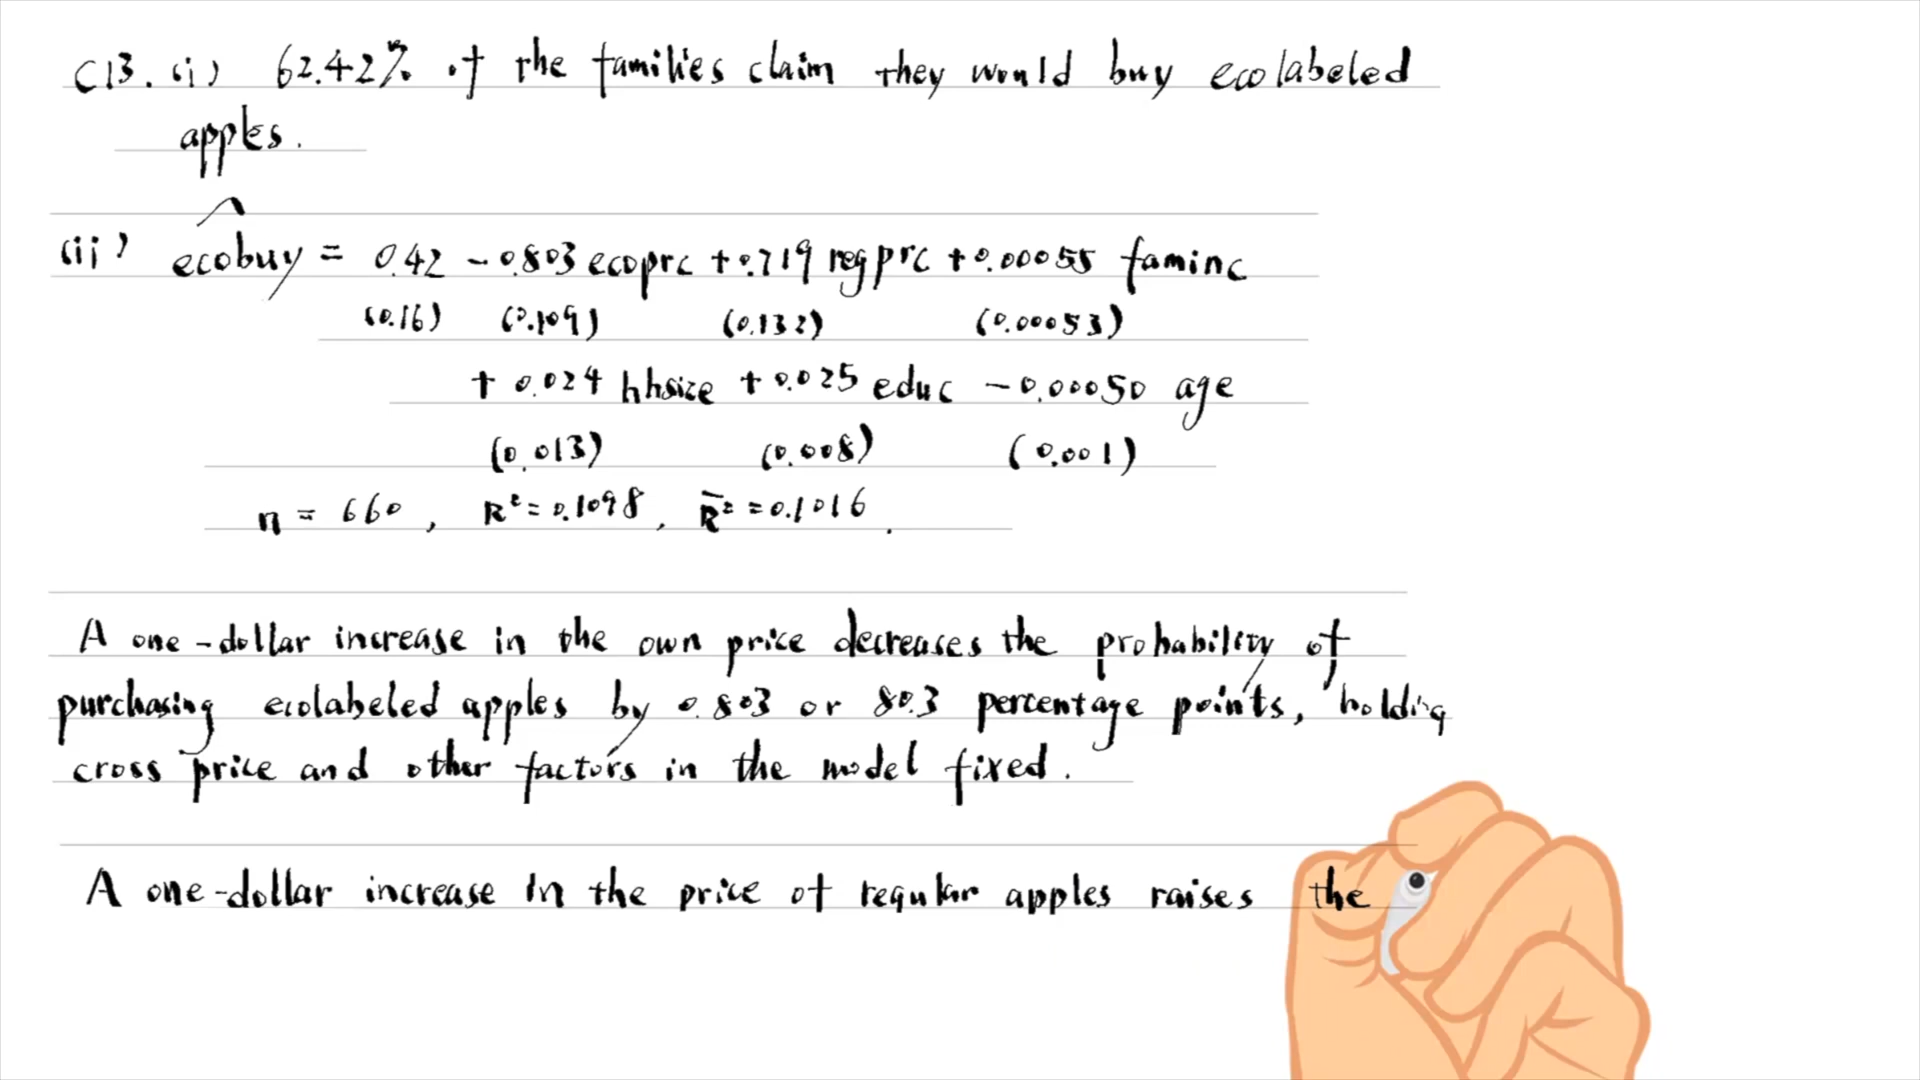 C13. (i) 62.42% of the families claim they would buy ecolabeled
apples.
(ii) \widehat{ecobuy} = 0.42 - 0.803 ecoprc + 0.719 regprc + 0.00055 faminc
(0.16) (0.109) (0.132) (0.00053)
+ 0.024 hhsize + 0.025 educ - 0.00050 age
(0.013) (0.008) (0.001)
n = 660, R² = 0.1098, R̄² = 0.1016.
A one-dollar increase in the own price decreases the probability of
purchasing ecolabeled apples by 0.803 or 80.3 percentage points, holding
cross price and other factors in the model fixed.
A one-dollar increase in the price of regular apples raises the